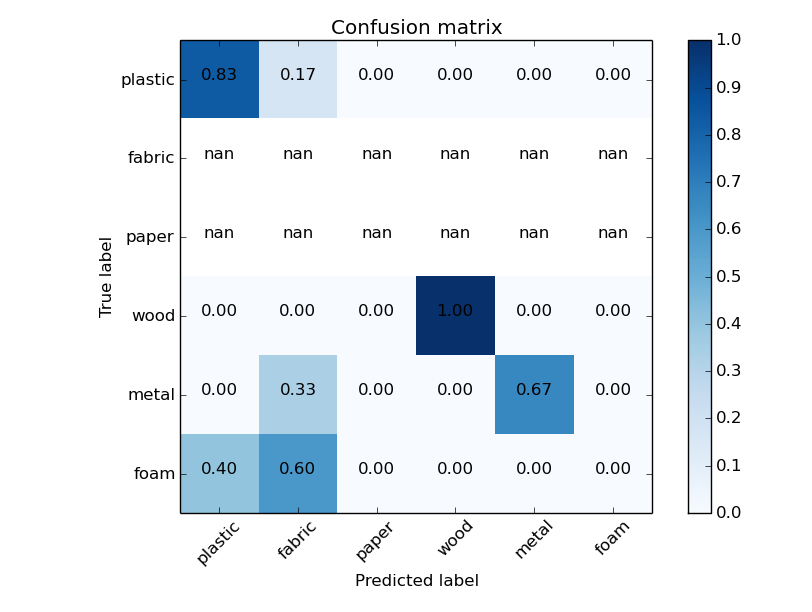 Confusion matrix
plastic 0.83 0.17 0.00 0.00 0.00 0.00
fabric nan nan nan nan nan nan
paper nan nan nan nan nan nan
wood 0.00 0.00 0.00 1.00 0.00 0.00
metal 0.00 0.33 0.00 0.00 0.67 0.00
foam 0.40 0.60 0.00 0.00 0.00 0.00
True label
plastic fabric paper wood metal foam
Predicted label
1.0
0.9
0.8
0.7
0.6
0.5
0.4
0.3
0.2
0.1
0.0